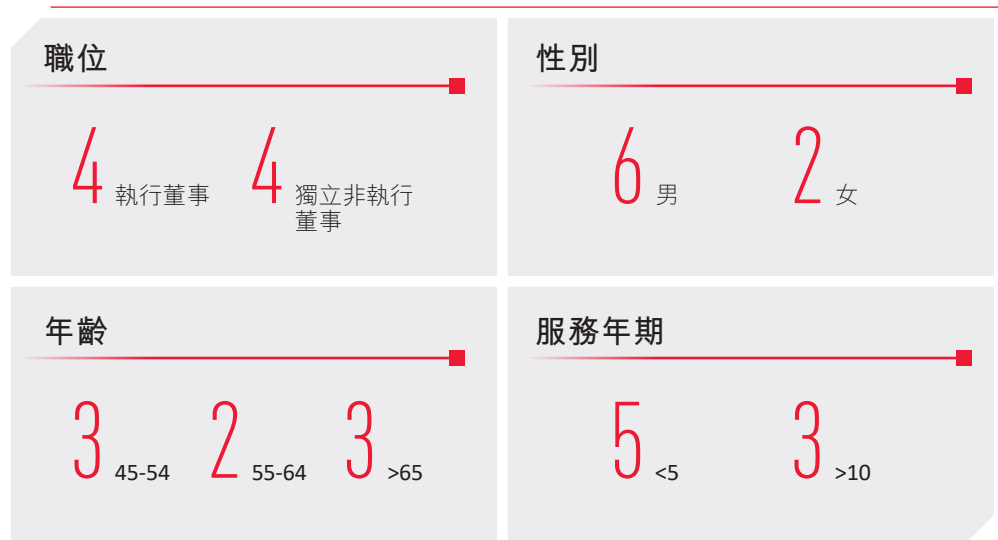 職位
4 執行董事 4 獨立非執行
董事
性別
6 男 2 女
年齡
3 45-54 2 55-64 3 >65
服務年期
5 <5 3 >10